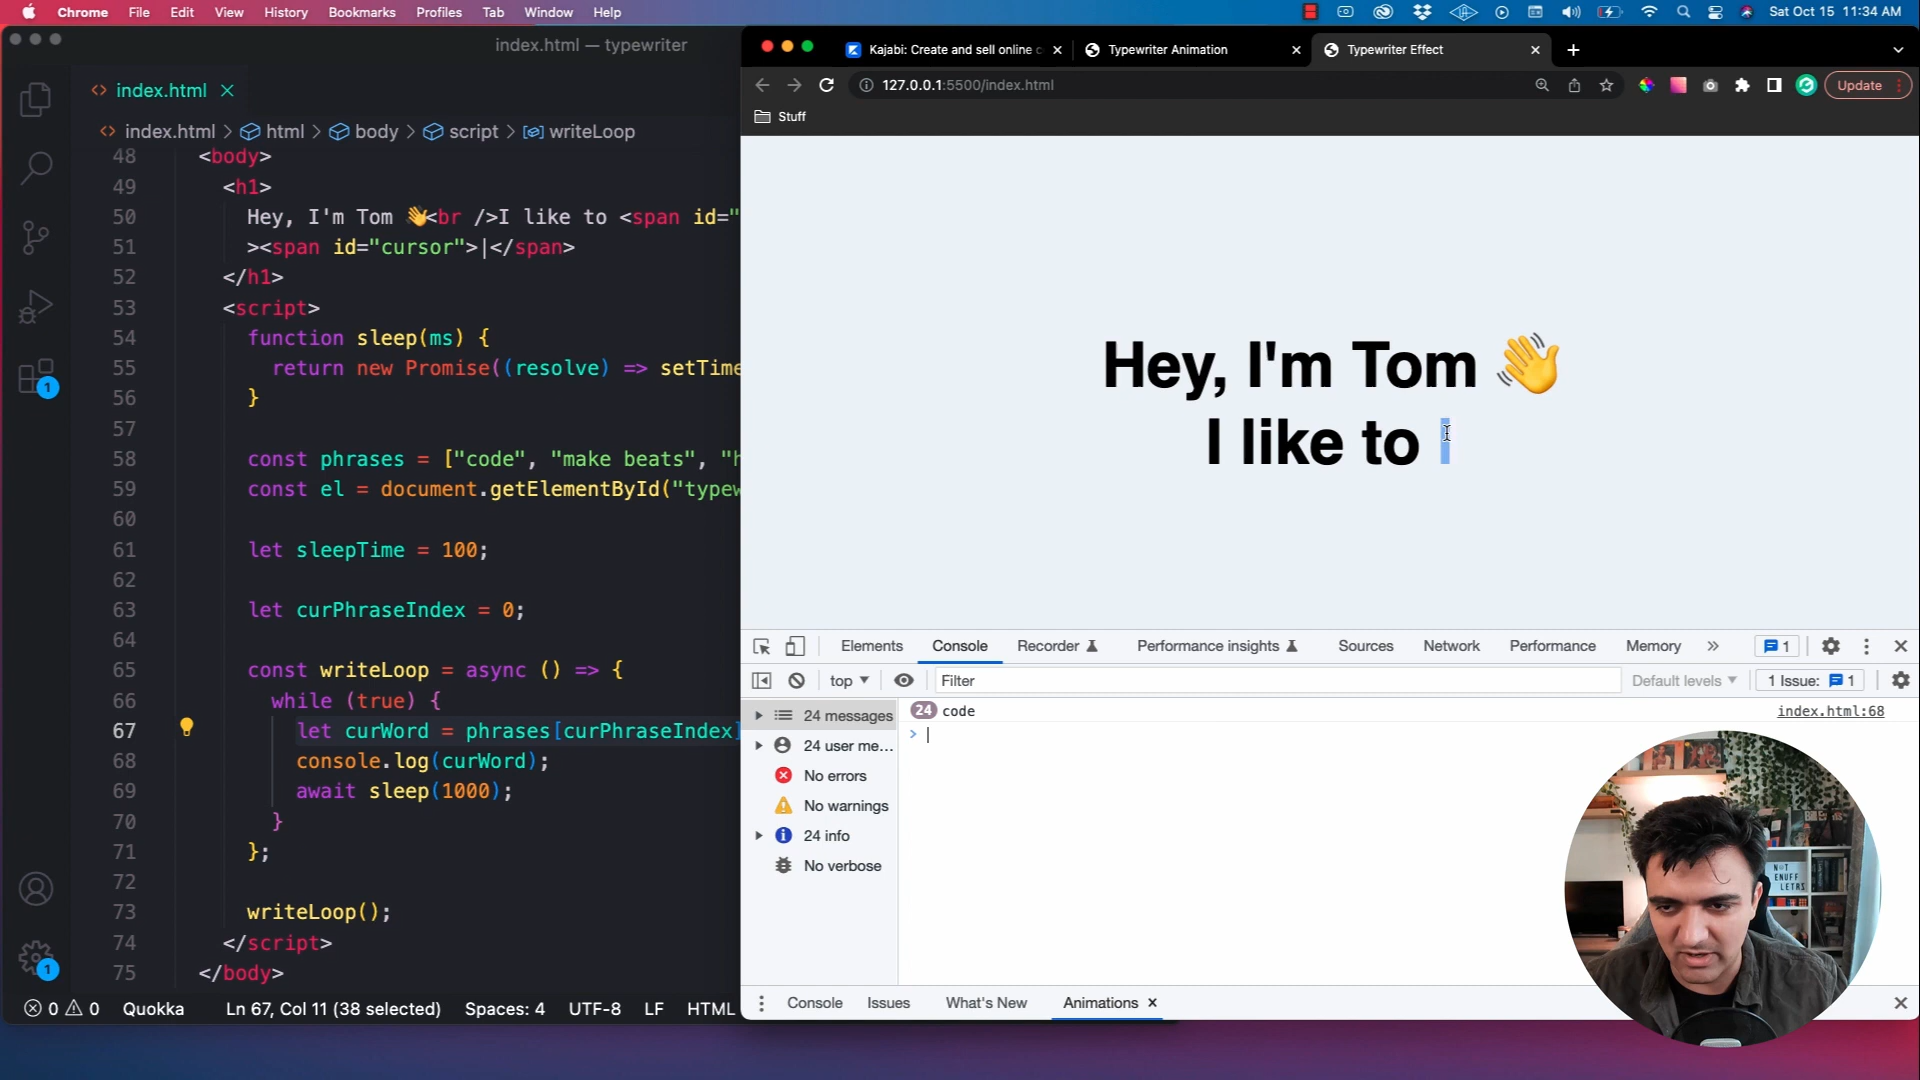 Chrome File Edit View History Bookmarks Profiles Tab Window Help
Sat Oct 15 11:34 AM
index.html — typewriter
index.html
index.html > html > body > script > writeLoop
48 <body>
49 <h1>
50 Hey, I'm Tom 👋<br />I like to <span id="
51 ><span id="cursor">|</span>
52 </h1>
53 <script>
54 function sleep(ms) {
55 return new Promise((resolve) => setTime
56 }
57
58 const phrases = ["code", "make beats", "h
59 const el = document.getElementById("typew
60
61 let sleepTime = 100;
62
63 let curPhraseIndex = 0;
64
65 const writeLoop = async () => {
66 while (true) {
67 let curWord = phrases[curPhraseIndex]
68 console.log(curWord);
69 await sleep(1000);
70 }
71 };
72
73 writeLoop();
74 </script>
75 </body>
1
1
0 0 Quokka Ln 67, Col 11 (38 selected) Spaces: 4 UTF-8 LF HTML
Kajabi: Create and sell online c
Typewriter Animation
Typewriter Effect
127.0.0.1:5500/index.html
Update
Stuff
Hey, I'm Tom 👋
I like to |
Elements Console Recorder Performance insights Sources Network Performance Memory » 1
top Filter Default levels 1 Issue: 1
24 messages
24 user me...
No errors
No warnings
24 info
No verbose
24 code index.html:68
>
NOT
ENUFF
LETRS
Console Issues What's New Animations